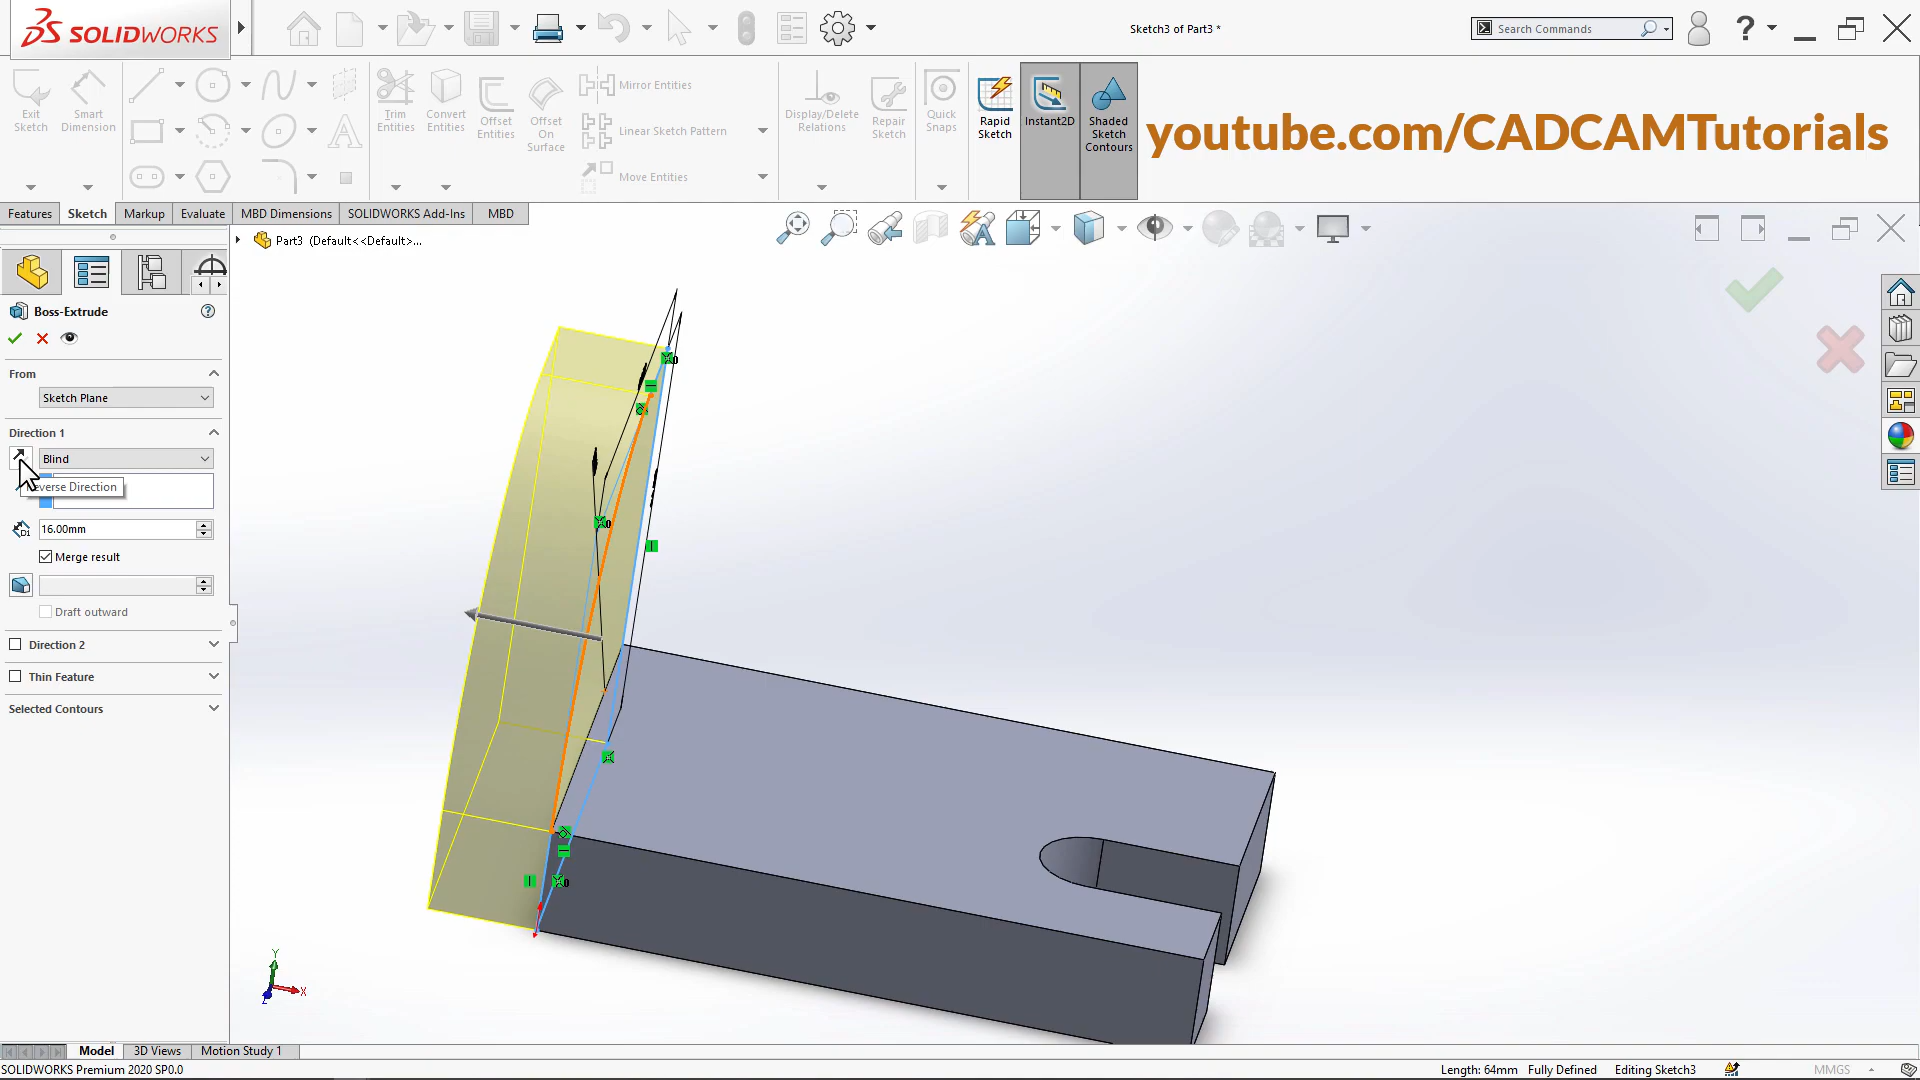 SOLIDWORKS
Sketch3 of Part3 *
Search Commands
?
Exit Sketch
Smart Dimension
Trim Entities
Convert Entities
Offset Entities
Offset On Surface
Mirror Entities
Linear Sketch Pattern
Move Entities
Display/Delete Relations
Repair Sketch
Quick Snaps
Rapid Sketch
Instant2D
Shaded Sketch Contours
youtube.com/CADCAMTutorials
Features
Sketch
Markup
Evaluate
MBD Dimensions
SOLIDWORKS Add-Ins
MBD
Part3 (Default<<Default>...
Boss-Extrude
From
Sketch Plane
Direction 1
Blind
everse Direction
16.00mm
Merge result
Draft outward
Direction 2
Thin Feature
Selected Contours
Y
X
Z
Model
3D Views
Motion Study 1
SOLIDWORKS Premium 2020 SP0.0
Length: 64mm
Fully Defined
Editing Sketch3
MMGS